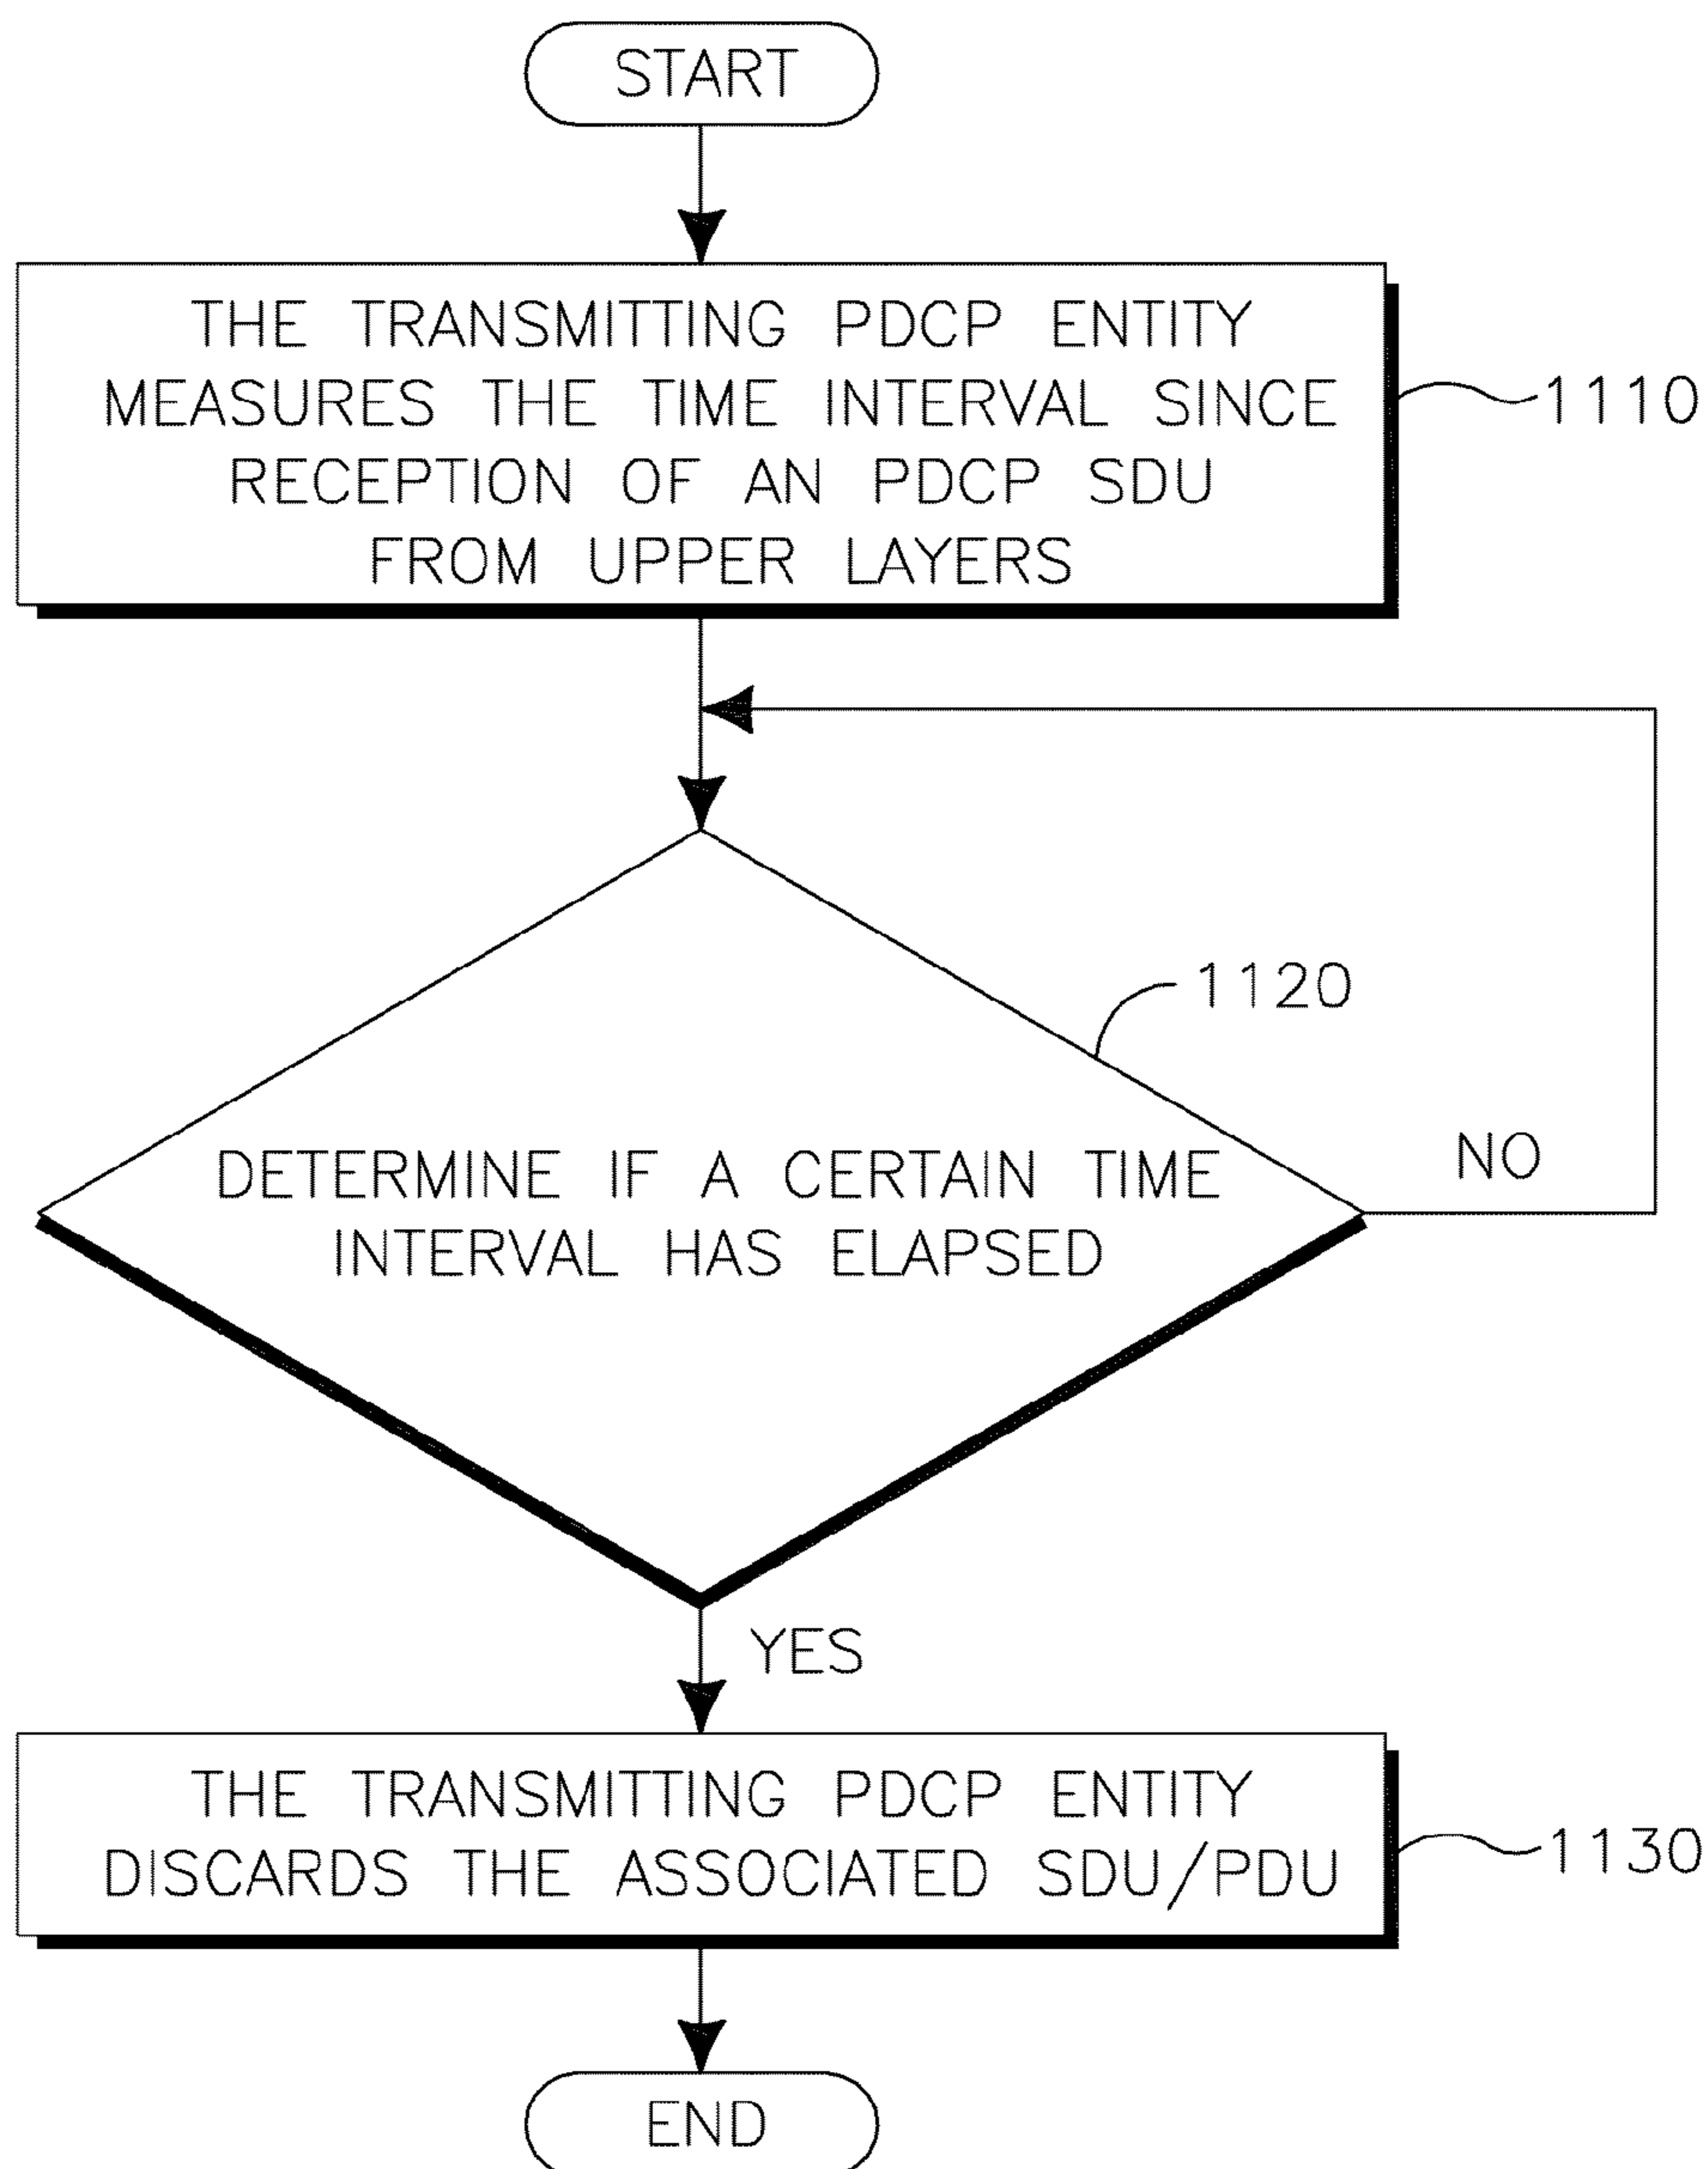 START
THE TRANSMITTING PDCP ENTITY
MEASURES THE TIME INTERVAL SINCE
RECEPTION OF AN PDCP SDU
FROM UPPER LAYERS
1110
1120
DETERMINE IF A CERTAIN TIME
INTERVAL HAS ELAPSED
NO
YES
THE TRANSMITTING PDCP ENTITY
DISCARDS THE ASSOCIATED SDU/PDU
1130
END